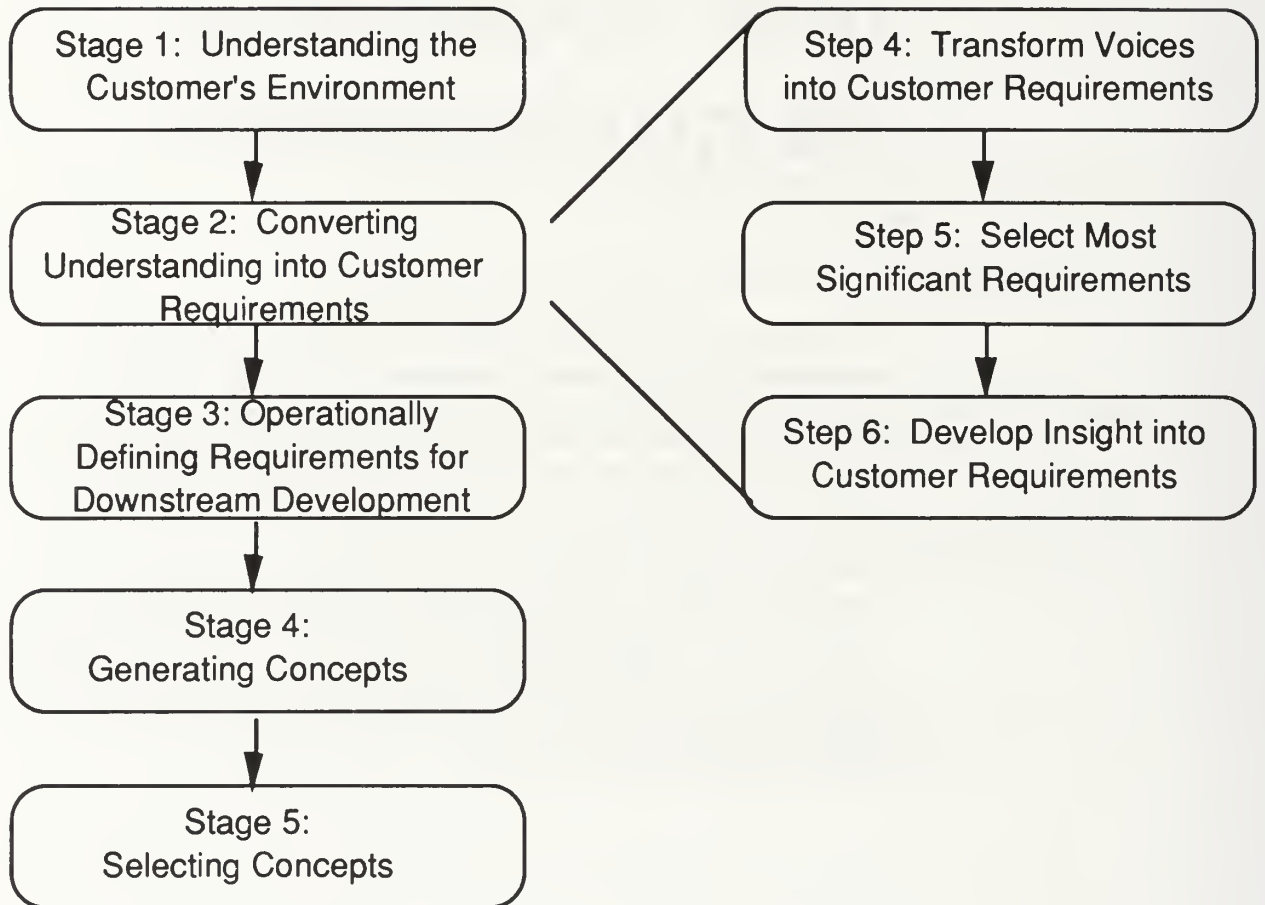 Stage 1: Understanding the
Customer's Environment
Stage 2: Converting
Understanding into Customer
Requirements
Stage 3: Operationally
Defining Requirements for
Downstream Development
Stage 4:
Generating Concepts
Stage 5:
Selecting Concepts
Step 4: Transform Voices
into Customer Requirements
Step 5: Select Most
Significant Requirements
Step 6: Develop Insight into
Customer Requirements